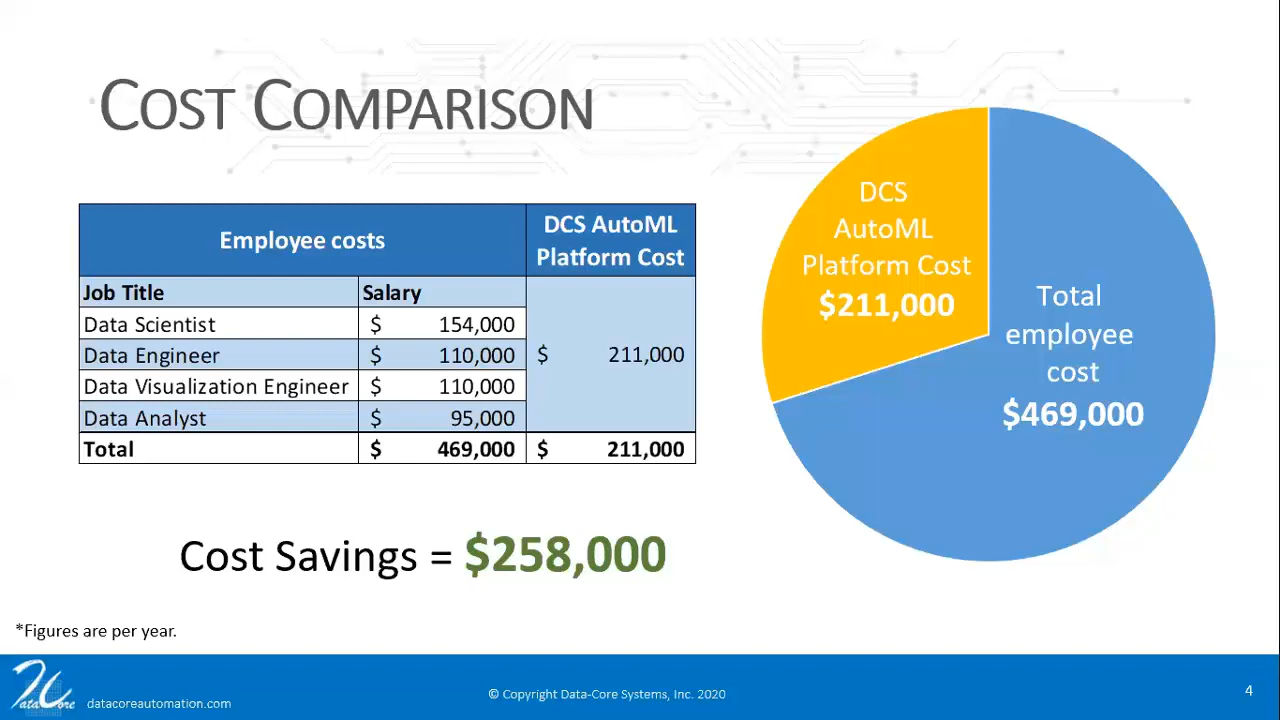 COST COMPARISON
Employee costs
DCS AutoML
Platform Cost
Job Title Salary
Data Scientist $ 154,000
Data Engineer $ 110,000 $ 211,000
Data Visualization Engineer $ 110,000
Data Analyst $ 95,000
Total $ 469,000 $ 211,000
DCS
AutoML
Platform Cost
$211,000
Total
employee
cost
$469,000
Cost Savings = $258,000
*Figures are per year.
DataCore
datacoreautomation.com
© Copyright Data-Core Systems, Inc. 2020
4